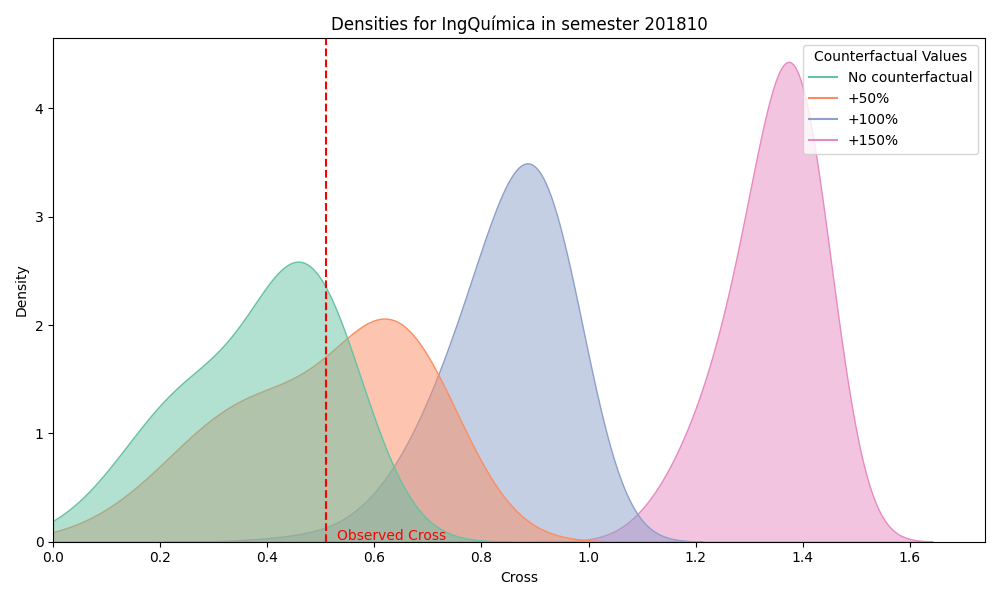 Densities for IngQuímica in semester 201810
Counterfactual Values
No counterfactual
+50%
+100%
+150%
Density
4
3
2
1
0
Observed Cross
0.0 0.2 0.4 0.6 0.8 1.0 1.2 1.4 1.6
Cross